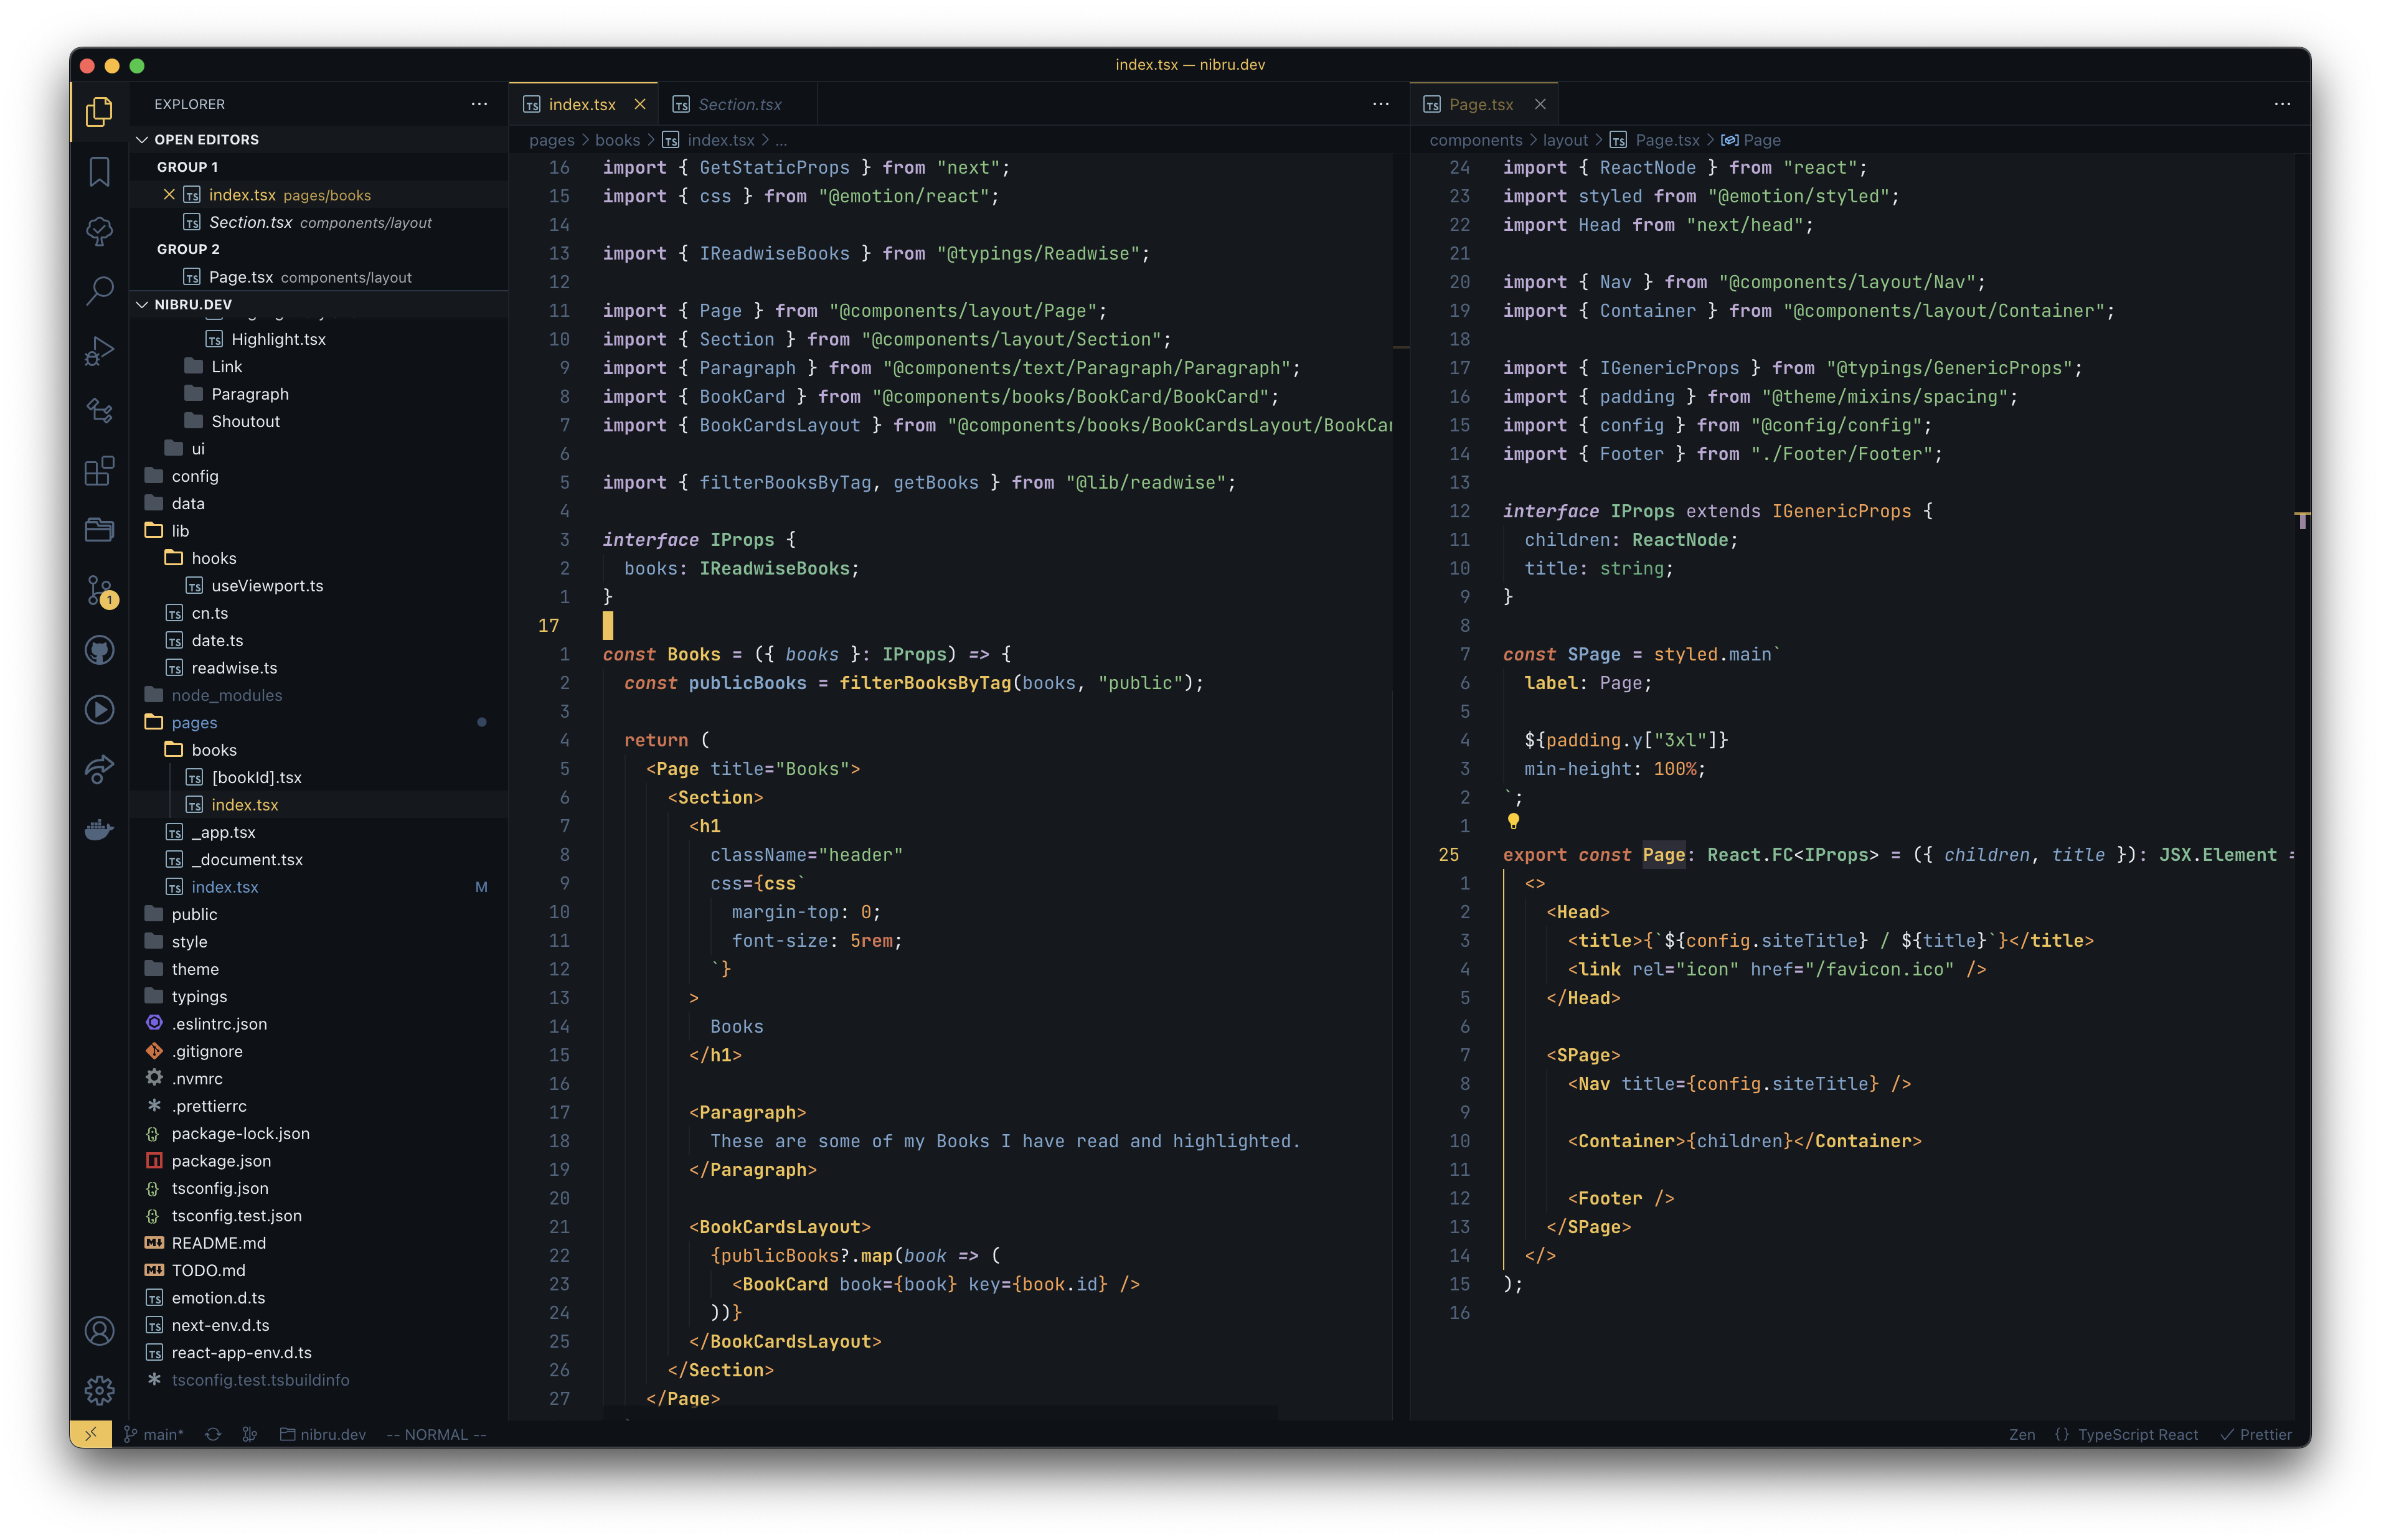 index.tsx — nibru.dev
EXPLORER
OPEN EDITORS
GROUP 1
index.tsx pages/books
Section.tsx components/layout
GROUP 2
Page.tsx components/layout
NIBRU.DEV
Highlight.tsx
Link
Paragraph
Shoutout
ui
config
data
lib
hooks
useViewport.ts
cn.ts
date.ts
readwise.ts
node_modules
pages
books
[bookId].tsx
index.tsx
_app.tsx
_document.tsx
index.tsx M
public
style
theme
typings
.eslintrc.json
.gitignore
.nvmrc
.prettierrc
package-lock.json
package.json
tsconfig.json
tsconfig.test.json
README.md
TODO.md
emotion.d.ts
next-env.d.ts
react-app-env.d.ts
tsconfig.test.tsbuildinfo
1
index.tsx
Section.tsx
pages > books > index.tsx > ...
16 import { GetStaticProps } from "next";
15 import { css } from "@emotion/react";
14
13 import { IReadwiseBooks } from "@typings/Readwise";
12
11 import { Page } from "@components/layout/Page";
10 import { Section } from "@components/layout/Section";
9 import { Paragraph } from "@components/text/Paragraph/Paragraph";
8 import { BookCard } from "@components/books/BookCard/BookCard";
7 import { BookCardsLayout } from "@components/books/BookCardsLayout/BookCar
6
5 import { filterBooksByTag, getBooks } from "@lib/readwise";
4
3 interface IProps {
2 books: IReadwiseBooks;
1 }
17
1 const Books = ({ books }: IProps) => {
2 const publicBooks = filterBooksByTag(books, "public");
3
4 return (
5 <Page title="Books">
6 <Section>
7 <h1
8 className="header"
9 css={css`
10 margin-top: 0;
11 font-size: 5rem;
12 `}
13 >
14 Books
15 </h1>
16
17 <Paragraph>
18 These are some of my Books I have read and highlighted.
19 </Paragraph>
20
21 <BookCardsLayout>
22 {publicBooks?.map(book => (
23 <BookCard book={book} key={book.id} />
24 ))}
25 </BookCardsLayout>
26 </Section>
27 </Page>
Page.tsx
components > layout > Page.tsx > Page
24 import { ReactNode } from "react";
23 import styled from "@emotion/styled";
22 import Head from "next/head";
21
20 import { Nav } from "@components/layout/Nav";
19 import { Container } from "@components/layout/Container";
18
17 import { IGenericProps } from "@typings/GenericProps";
16 import { padding } from "@theme/mixins/spacing";
15 import { config } from "@config/config";
14 import { Footer } from "./Footer/Footer";
13
12 interface IProps extends IGenericProps {
11 children: ReactNode;
10 title: string;
9 }
8
7 const SPage = styled.main`
6 label: Page;
5
4 ${padding.y["3xl"]}
3 min-height: 100%;
2 `;
1
25 export const Page: React.FC<IProps> = ({ children, title }): JSX.Element =
1 <>
2 <Head>
3 <title>{`${config.siteTitle} / ${title}`}</title>
4 <link rel="icon" href="/favicon.ico" />
5 </Head>
6
7 <SPage>
8 <Nav title={config.siteTitle} />
9
10 <Container>{children}</Container>
11
12 <Footer />
13 </SPage>
14 </>
15 );
16
main* nibru.dev -- NORMAL --
Zen {} TypeScript React Prettier